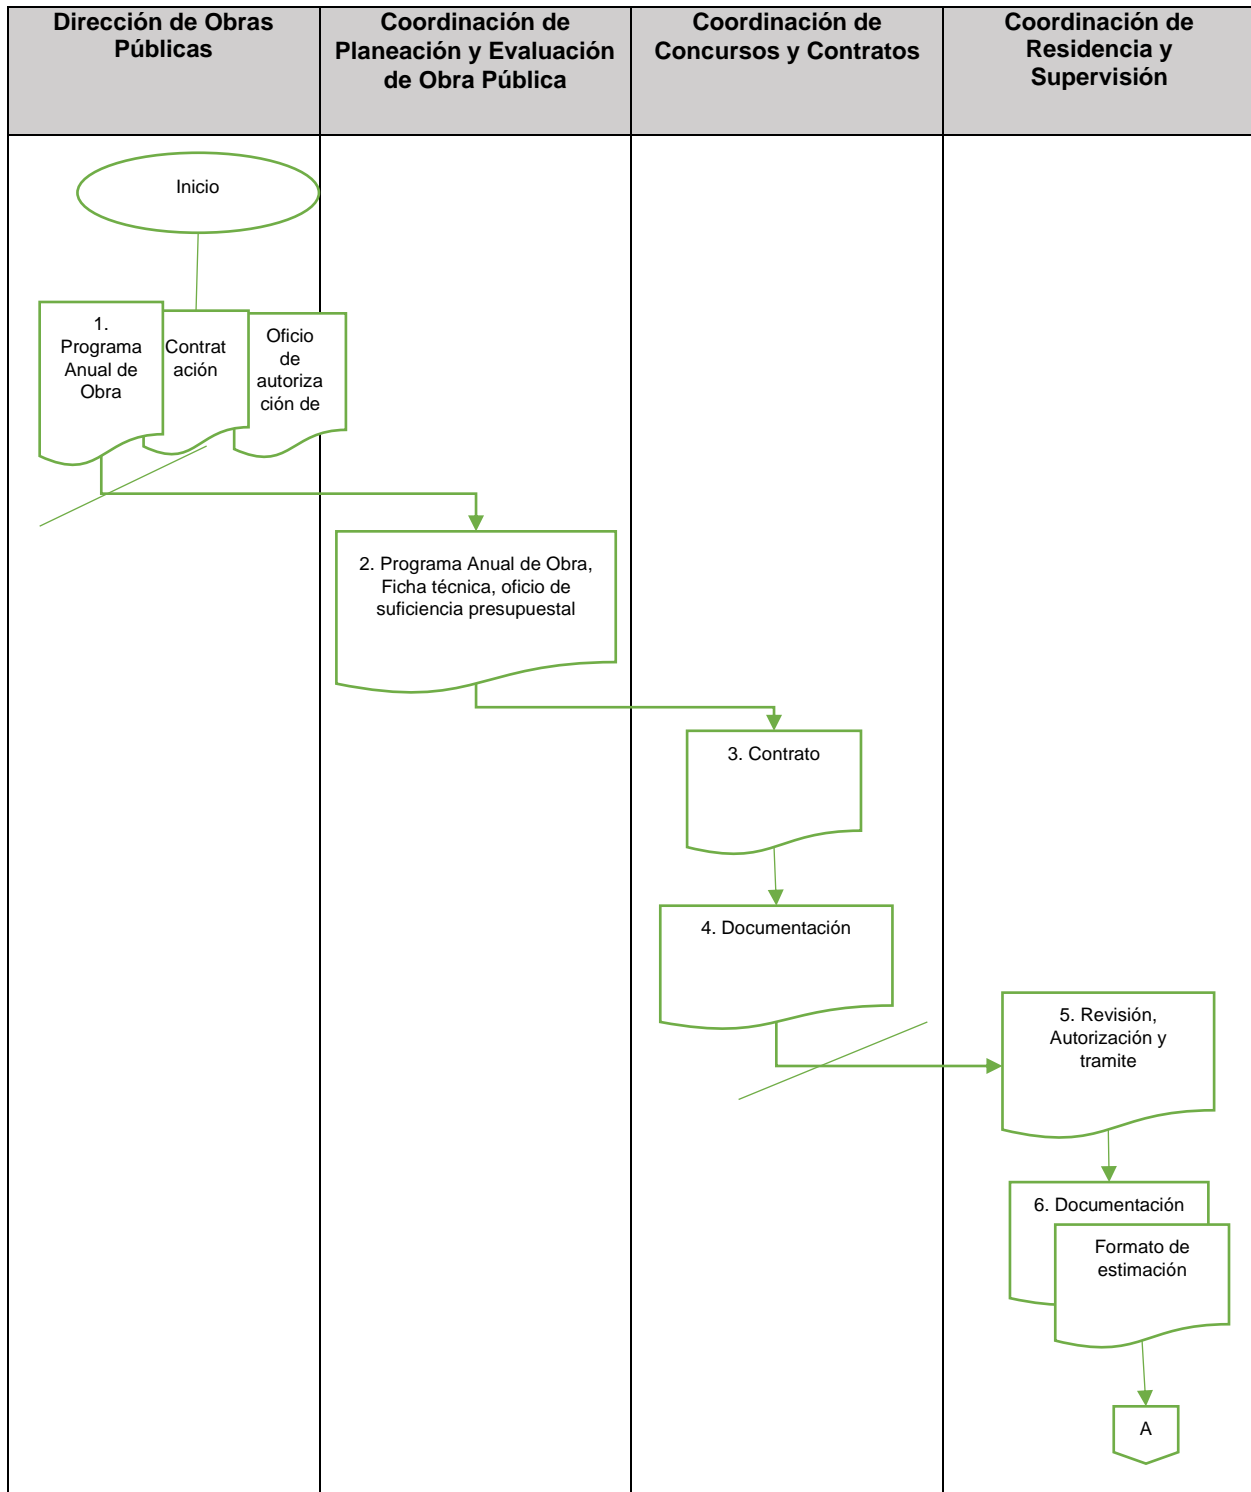 Dirección de Obras
Públicas
Coordinación de
Planeación y Evaluación
de Obra Pública
Coordinación de
Concursos y Contratos
Coordinación de
Residencia y
Supervisión
Inicio
1.
Programa
Anual de
Obra
Contrat
ación
Oficio
de
autoriza
ción de
2. Programa Anual de Obra,
Ficha técnica, oficio de
suficiencia presupuestal
3. Contrato
4. Documentación
5. Revisión,
Autorización y
tramite
6. Documentación
Formato de
estimación
A